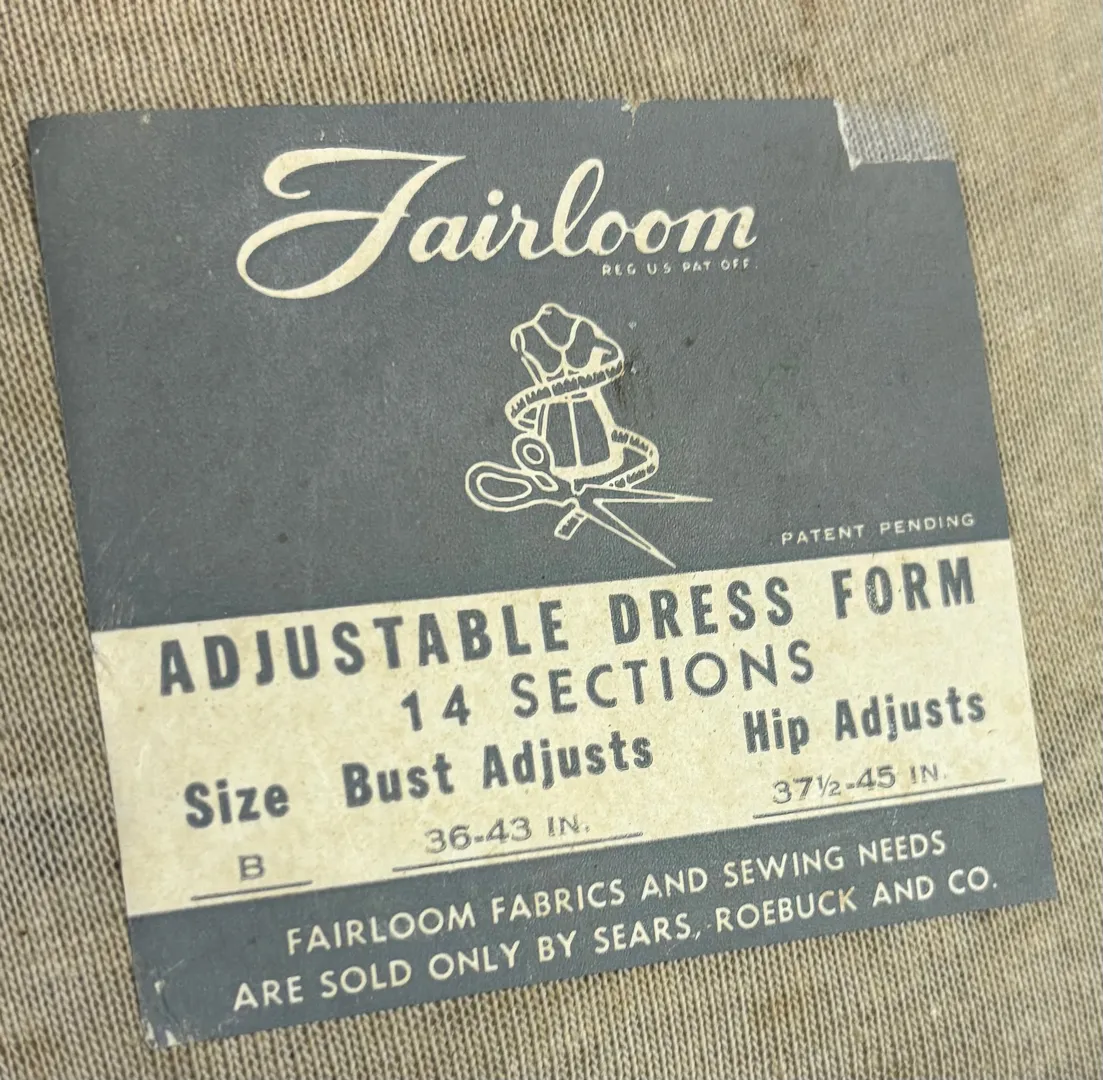 Fairloom
REG US PAT OFF.
PATENT PENDING
ADJUSTABLE DRESS FORM
14 SECTIONS
Size Bust Adjusts Hip Adjusts
B 36-43 IN. 37½-45 IN.
FAIRLOOM FABRICS AND SEWING NEEDS
ARE SOLD ONLY BY SEARS, ROEBUCK AND CO.